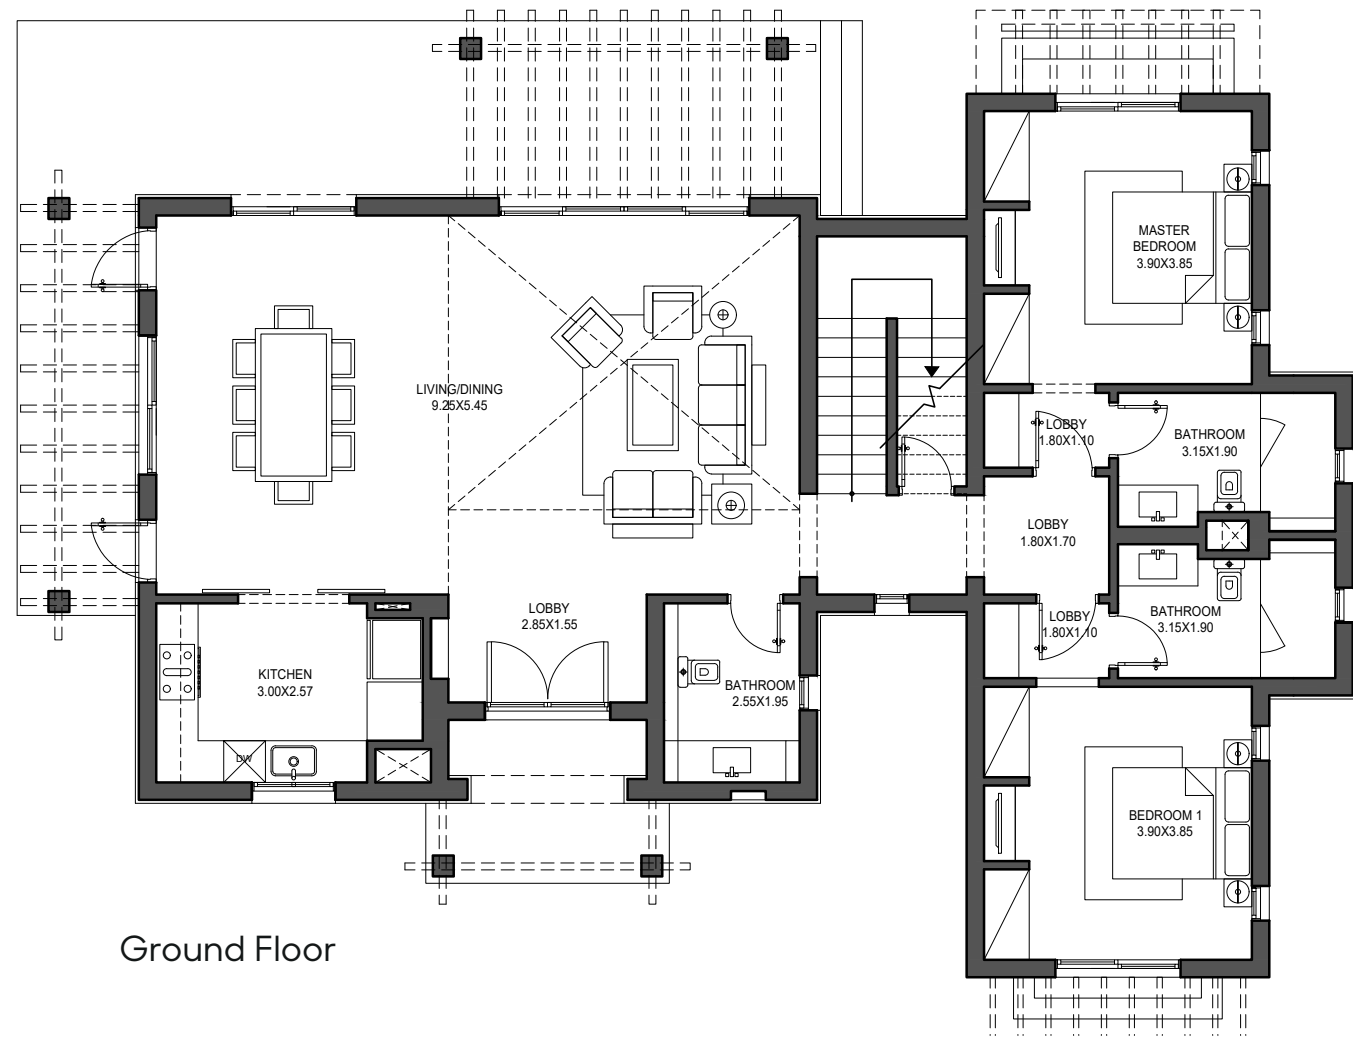 MASTER
BEDROOM
3.90X3.85
LIVING/DINING
9.25X5.45
LOBBY
1.80X1.10
BATHROOM
3.15X1.90
LOBBY
1.80X1.70
LOBBY
2.85X1.55
LOBBY
1.80X1.10
BATHROOM
3.15X1.90
KITCHEN
3.00X2.57
BATHROOM
2.55X1.95
DW
BEDROOM 1
3.90X3.85
Ground Floor